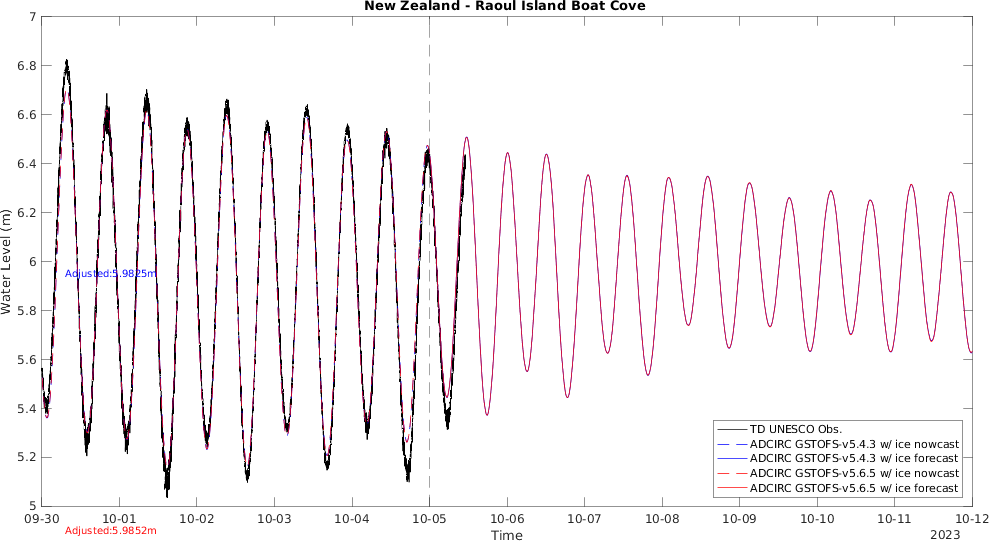 New Zealand - Raoul Island Boat Cove
7
6.8
6.6
6.4
6.2
6
5.8
5.6
5.4
5.2
5
Water Level (m)
Adjusted:5.9825m
TD UNESCO Obs.
ADCIRC GSTOFS-v5.4.3 w/ ice nowcast
ADCIRC GSTOFS-v5.4.3 w/ ice forecast
ADCIRC GSTOFS-v5.6.5 w/ ice nowcast
ADCIRC GSTOFS-v5.6.5 w/ ice forecast
09-30 10-01 10-02 10-03 10-04 10-05 10-06 10-07 10-08 10-09 10-10 10-11 10-12
Adjusted:5.9852m
Time
2023